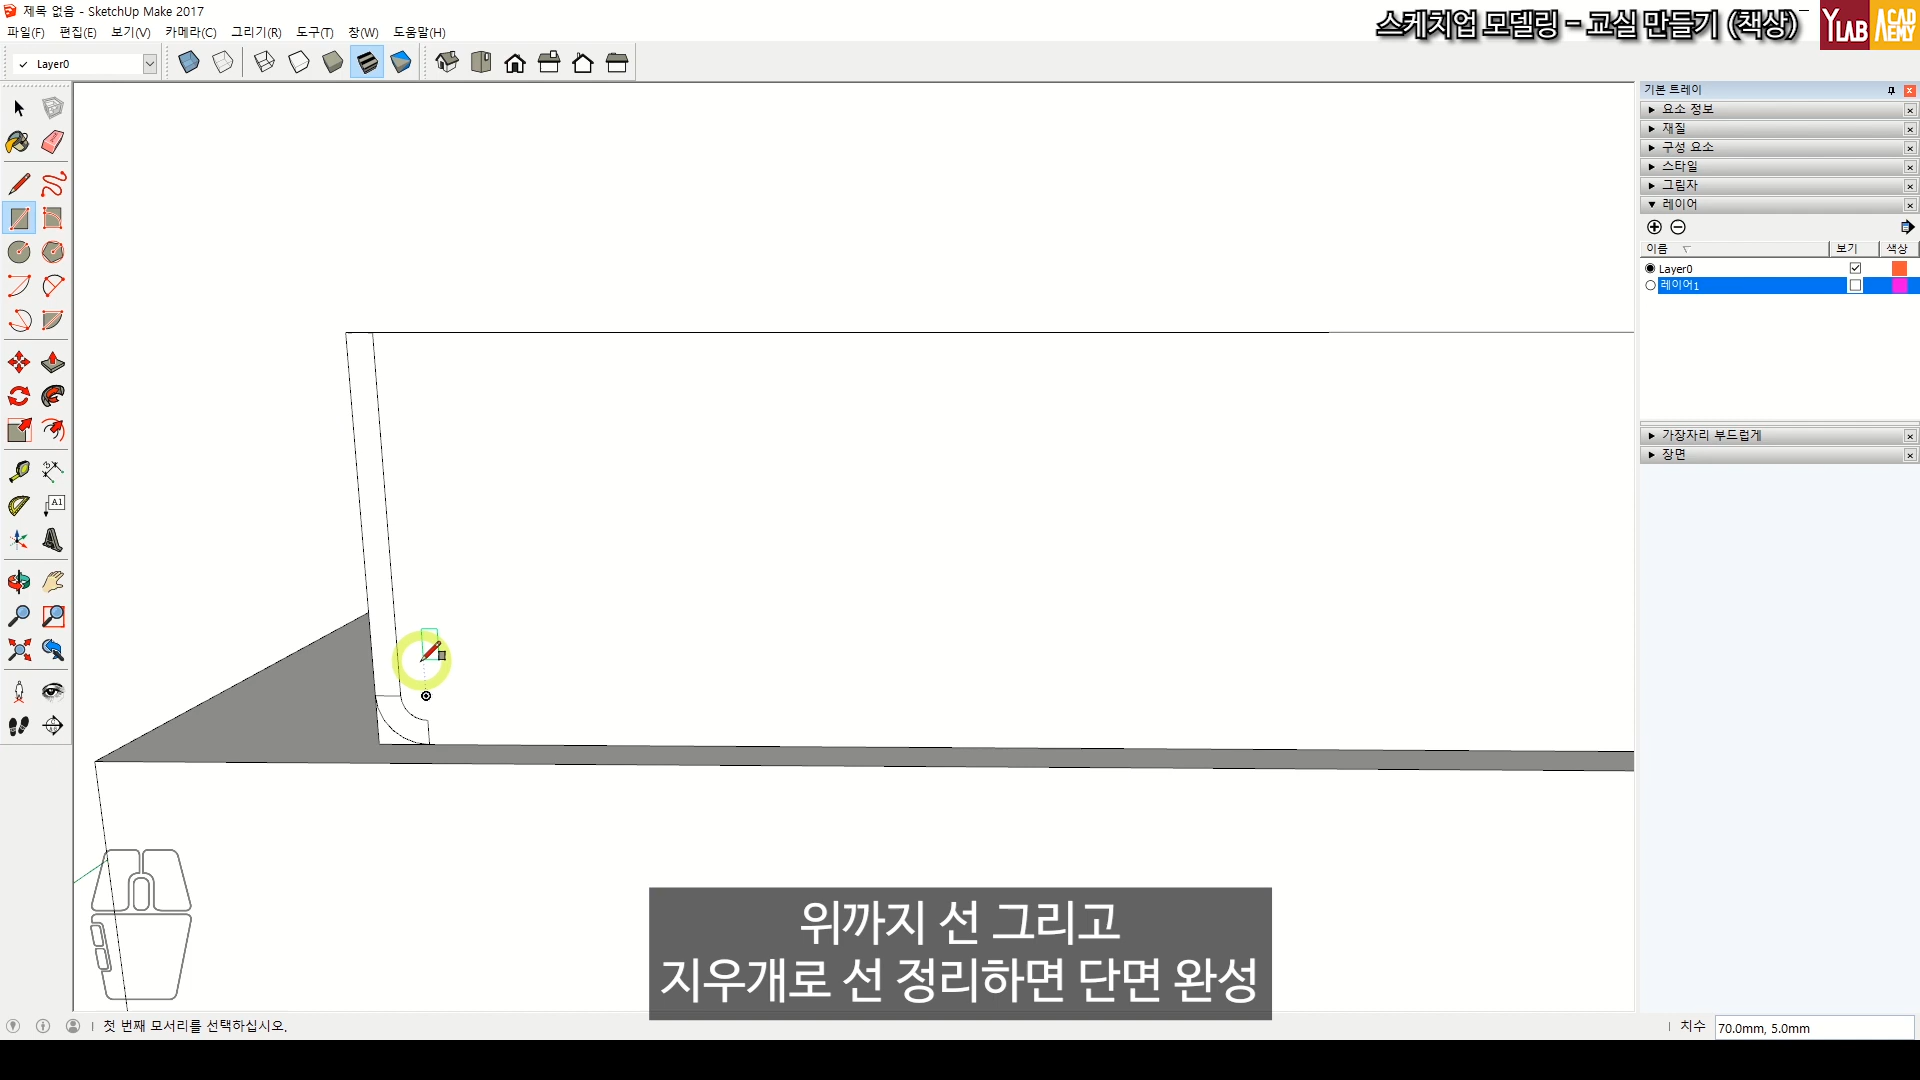 제목 없음 - SketchUp Make 2017
파일(F) 편집(E) 보기(V) 카메라(C) 그리기(R) 도구(T) 창(W) 도움말(H)
스케치업 모델링 - 교실 만들기 (책상)
YLAB ACADEMY
Layer0
기본 트레이
요소 정보
재질
구성 요소
스타일
그림자
레이어
이름 보기 색상
Layer0
레이어1
가장자리 부드럽게
장면
A1
위까지 선 그리고
지우개로 선 정리하면 단면 완성
첫 번째 모서리를 선택하십시오.
치수 70.0mm, 5.0mm